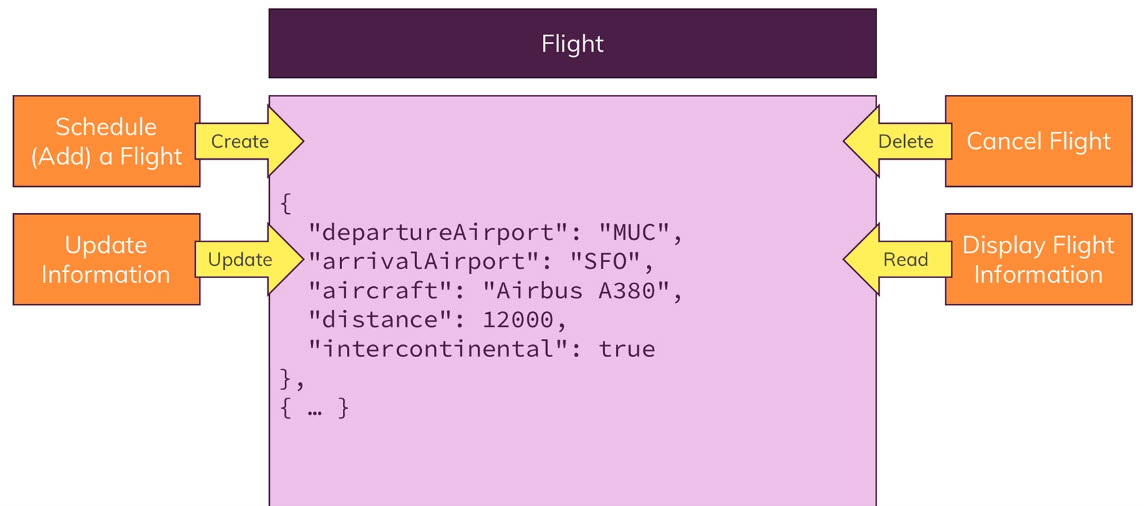 Flight
Schedule
(Add) a Flight
Create
Delete
Cancel Flight
Update
Information
Update
Read
Display Flight
Information
{
"departureAirport": "MUC",
"arrivalAirport": "SFO",
"aircraft": "Airbus A380",
"distance": 12000,
"intercontinental": true
},
{ … }